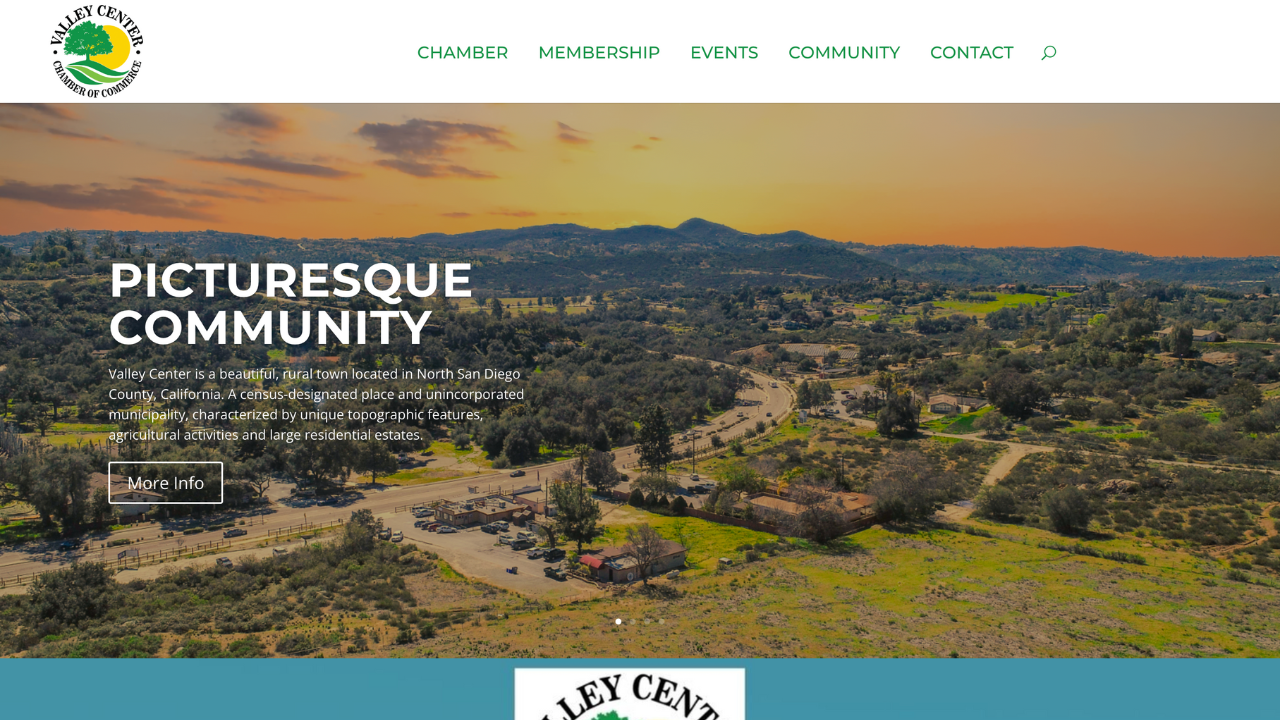 VALLEY CENTER
CHAMBER OF COMMERCE
CHAMBER
MEMBERSHIP
EVENTS
COMMUNITY
CONTACT
PICTURESQUE
COMMUNITY
Valley Center is a beautiful, rural town located in North San Diego
County, California. A census-designated place and unincorporated
municipality, characterized by unique topographic features,
agricultural activities and large residential estates.
More Info
VALLEY CENTER